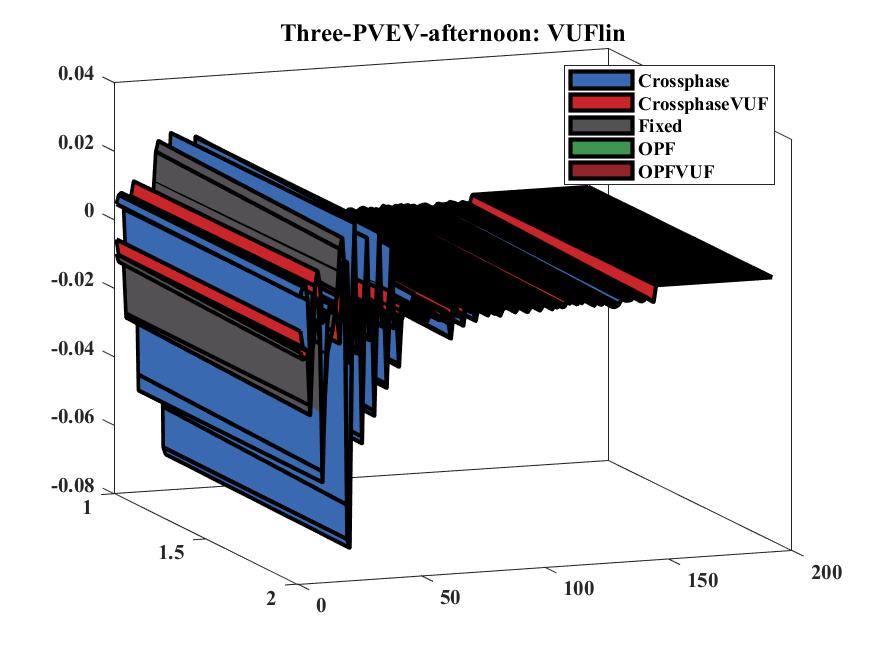 Three-PVEV-afternoon: VUFlin
Crossphase
CrossphaseVUF
Fixed
OPF
OPFVUF
0.04
0.02
0
-0.02
-0.04
-0.06
-0.08
1
1.5
2
0
50
100
150
200